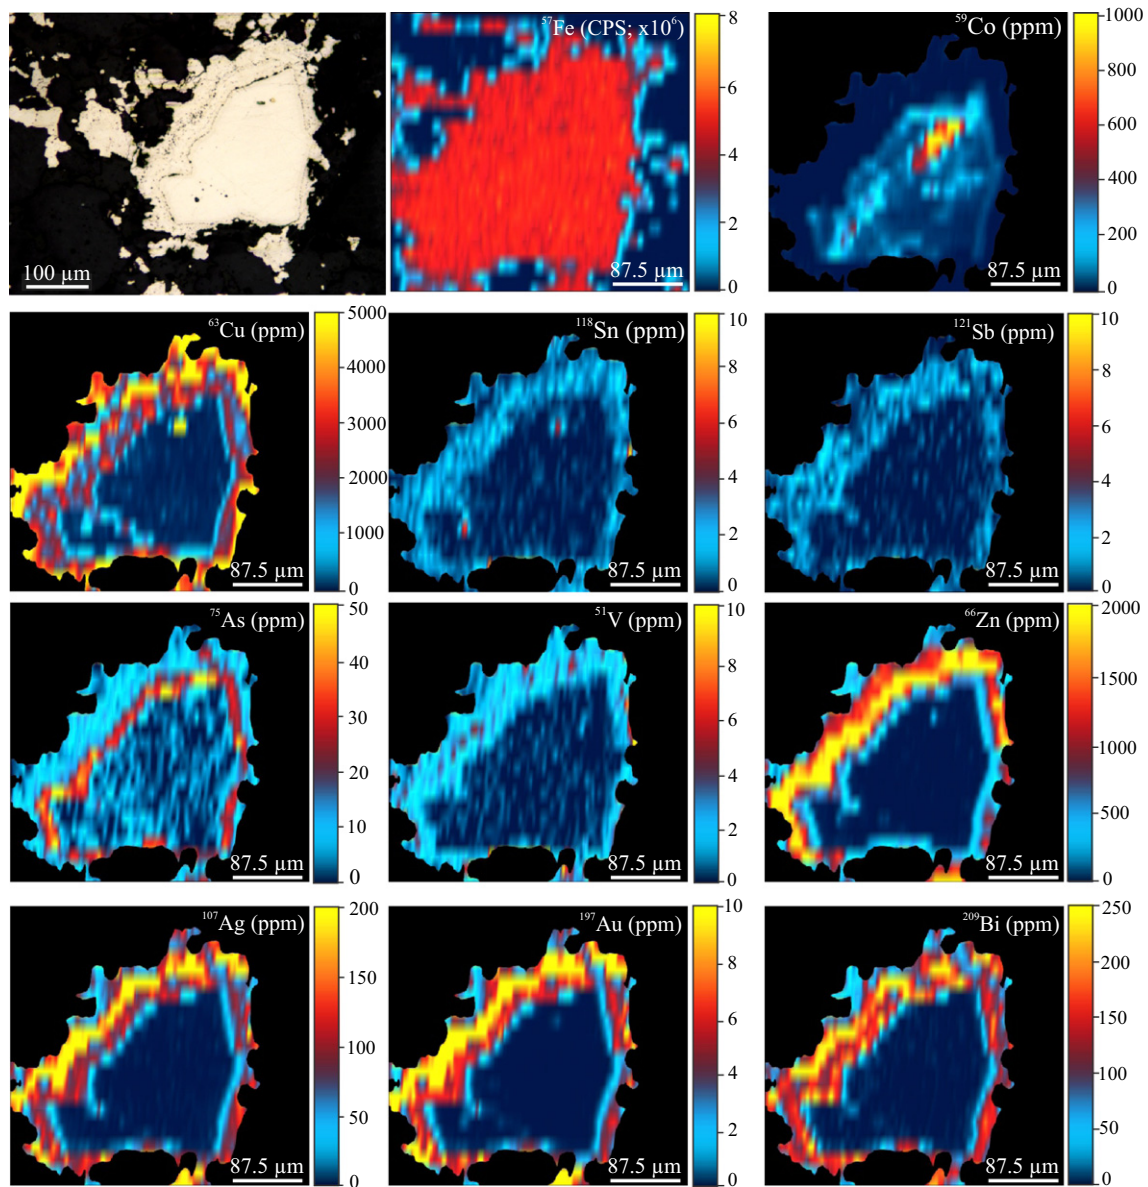 100 µm
⁵⁷Fe (CPS; x10⁶)
87.5 µm
8
6
4
2
0
⁵⁹Co (ppm)
87.5 µm
1000
800
600
400
200
0
⁶³Cu (ppm)
87.5 µm
5000
4000
3000
2000
1000
0
¹¹⁸Sn (ppm)
87.5 µm
10
8
6
4
2
0
¹²¹Sb (ppm)
87.5 µm
10
8
6
4
2
0
⁷⁵As (ppm)
87.5 µm
50
40
30
20
10
0
⁵¹V (ppm)
87.5 µm
10
8
6
4
2
0
⁶⁶Zn (ppm)
87.5 µm
2000
1500
1000
500
0
¹⁰⁷Ag (ppm)
87.5 µm
200
150
100
50
0
¹⁹⁷Au (ppm)
87.5 µm
10
8
6
4
2
0
²⁰⁹Bi (ppm)
87.5 µm
250
200
150
100
50
0